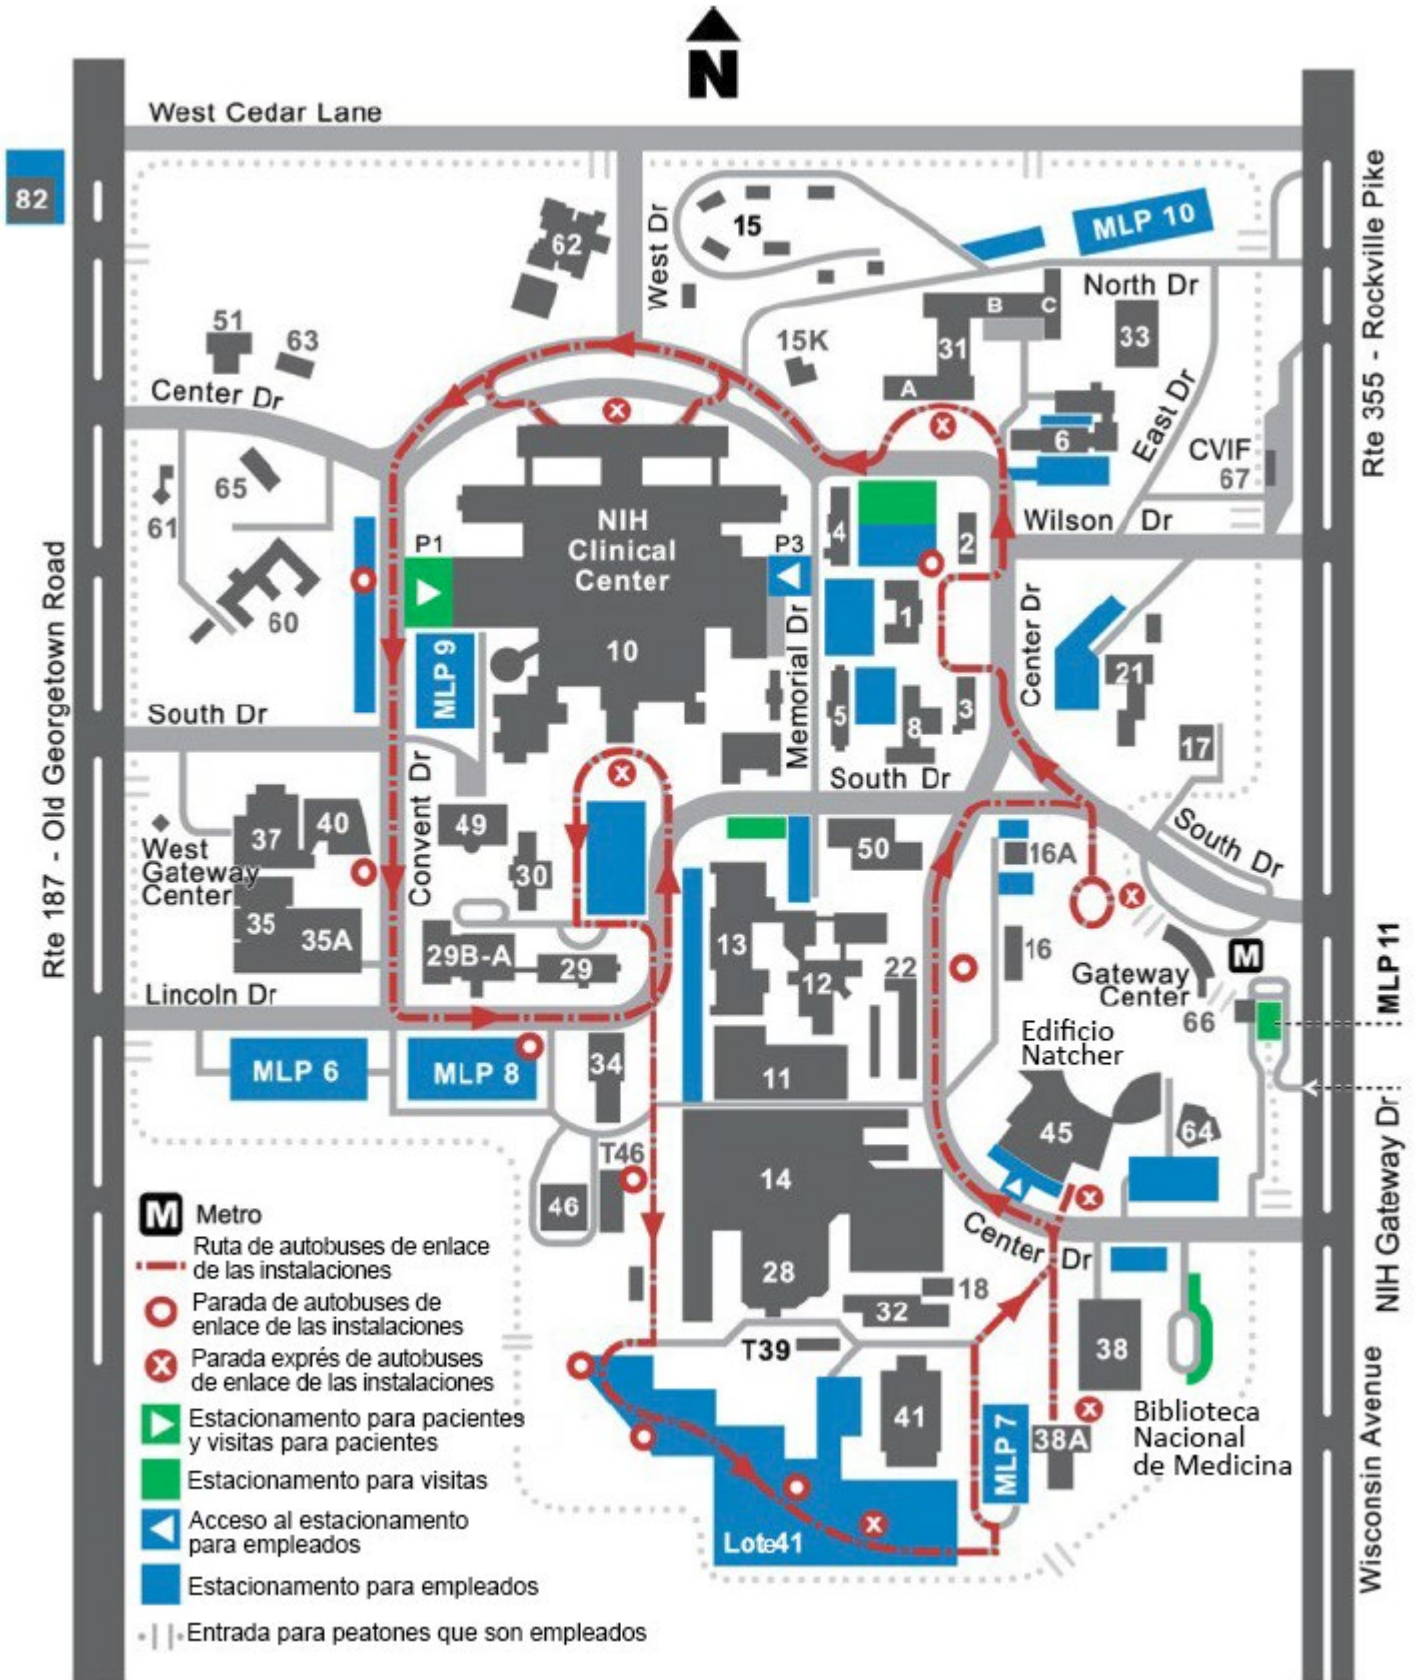 N
West Cedar Lane
82
62
West Dr
15
MLP 10
Rte 355 - Rockville Pike
North Dr
B
C
51
63
15K
31
33
A
Center Dr
6
East Dr
CVIF
67
65
61
NIH
Clinical
Center
4
2
Wilson Dr
P1
P3
60
10
1
Memorial Dr
Center Dr
MLP 9
21
5
8
3
Rte 187 - Old Georgetown Road
South Dr
17
South Dr
37
40
Convent Dr
49
50
16A
South Dr
West
Gateway
Center
30
35
35A
29B-A
29
13
12
22
16
M
Gateway
Center
66
MLP 11
Lincoln Dr
Edificio
Natcher
MLP 6
MLP 8
34
11
45
64
NIH Gateway Dr
T46
46
14
Center Dr
28
18
32
T39
38
41
MLP 7
38A
Biblioteca
Nacional
de Medicina
Lote41
Wisconsin Avenue
M Metro
Ruta de autobuses de enlace
de las instalaciones
Parada de autobuses de
enlace de las instalaciones
X Parada exprés de autobuses
de enlace de las instalaciones
Estacionamento para pacientes
y visitas para pacientes
Estacionamento para visitas
Acceso al estacionamento
para empleados
Estacionamento para empleados
Entrada para peatones que son empleados